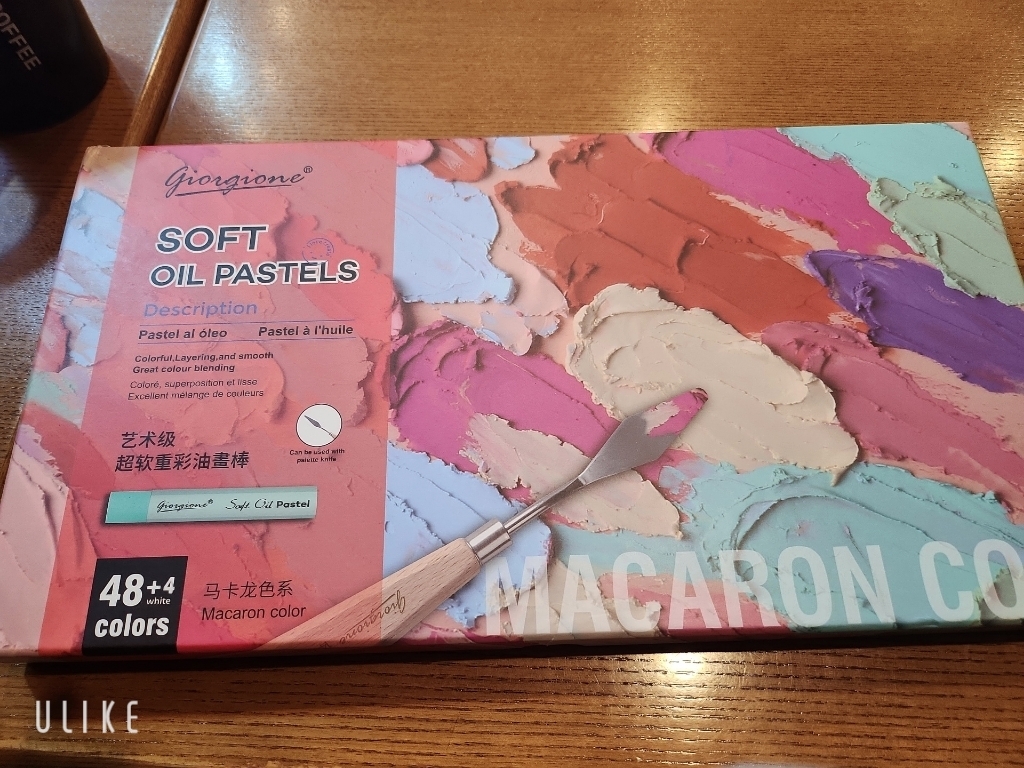 COFFEE
Giorgione®
SOFT
OIL PASTELS
Description
Pastel al óleo Pastel à l'huile
Colorful,Layering,and smooth
Great colour blending
Coloré, superposition et lisse
Excellent mélange de couleurs
Can be used with
palette knife
艺术级
超软重彩油畫棒
Giorgione® Soft Oil Pastel
48+4
white
colors
马卡龙色系
Macaron color
Giorgione
MACARON CO
ULIKE